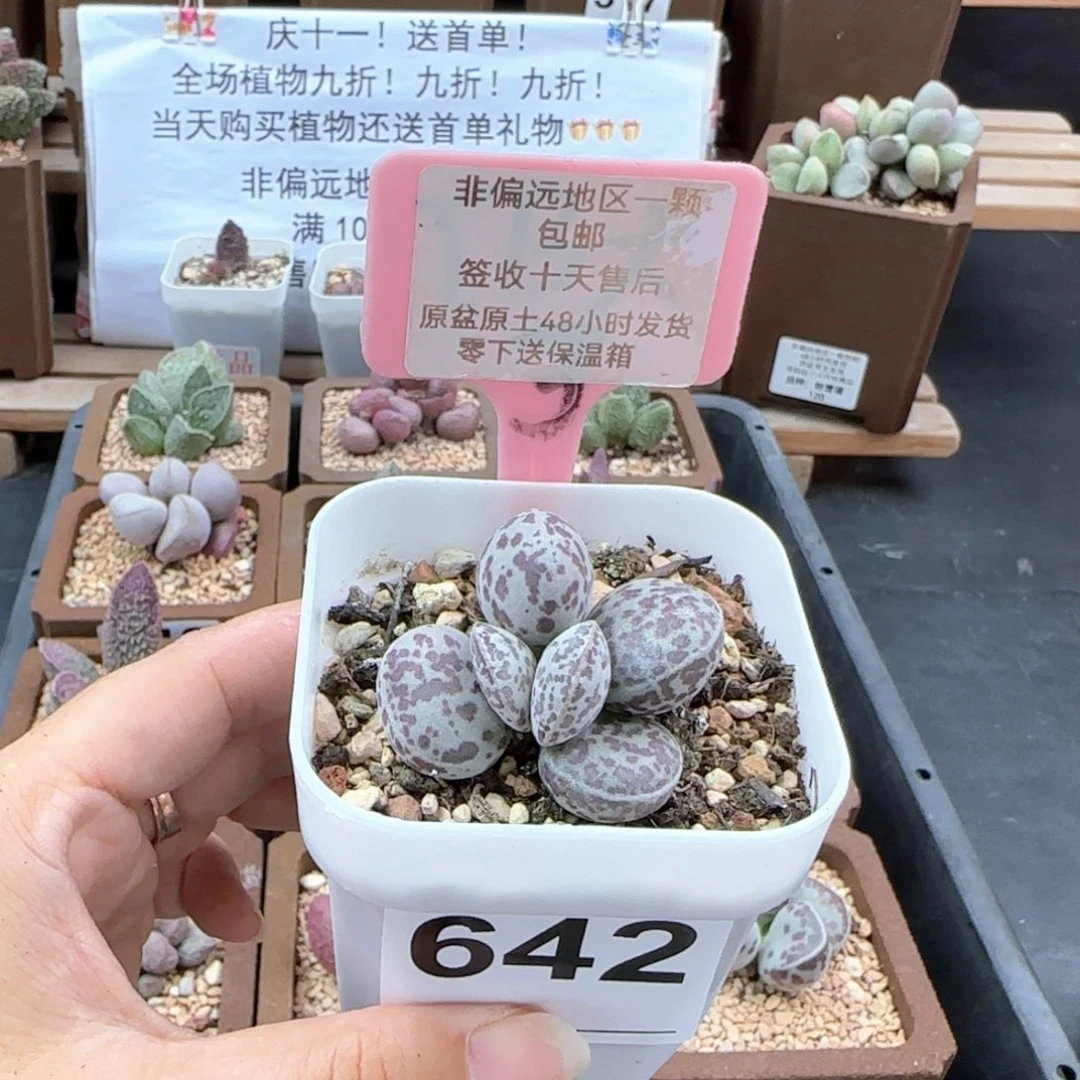 庆十一！送首单！
全场植物九折！九折！九折！
当天购买植物还送首单礼物
非偏远地
满 10
售
非偏远地区一颗
包邮
签收十天售后
原盆原土48小时发货
零下送保温箱
品
642